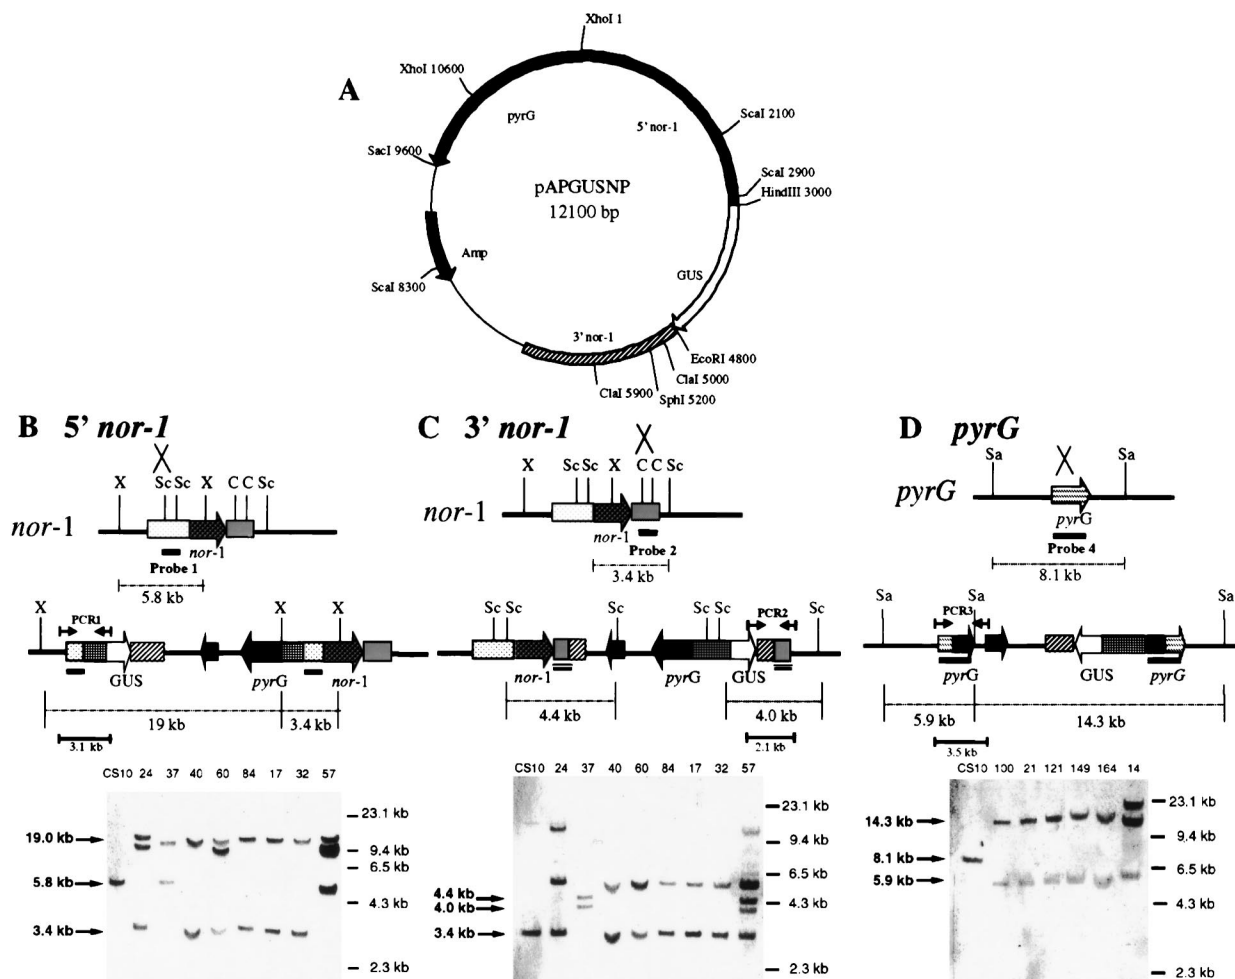 A
XhoI 1
XhoI 10600
pyrG
5' nor-1
ScaI 2100
SacI 9600
ScaI 2900
HindIII 3000
pAPGUSNP
12100 bp
Amp
GUS
ScaI 8300
3' nor-1
EcoRI 4800
ClaI 5000
ClaI 5900
SphI 5200
B 5' nor-1
X Sc Sc X C C Sc
nor-1
nor-1
Probe 1
5.8 kb
X X X
PCR1
GUS pyrG nor-1
19 kb 3.4 kb
3.1 kb
CS10 24 37 40 60 84 17 32 57
19.0 kb
5.8 kb
3.4 kb
23.1 kb
9.4 kb
6.5 kb
4.3 kb
2.3 kb
C 3' nor-1
X Sc Sc X C C Sc
nor-1
nor-1
Probe 2
3.4 kb
Sc Sc Sc Sc Sc Sc
PCR2
nor-1 pyrG GUS
4.4 kb 4.0 kb
2.1 kb
CS10 24 37 40 60 84 17 32 57
4.4 kb
4.0 kb
3.4 kb
23.1 kb
9.4 kb
6.5 kb
4.3 kb
2.3 kb
D pyrG
Sa Sa
pyrG
pyrG
Probe 4
8.1 kb
Sa Sa Sa
PCR3
pyrG GUS pyrG
5.9 kb 14.3 kb
3.5 kb
CS10 100 21 121 149 164 14
14.3 kb
8.1 kb
5.9 kb
23.1 kb
9.4 kb
6.5 kb
4.3 kb
2.3 kb